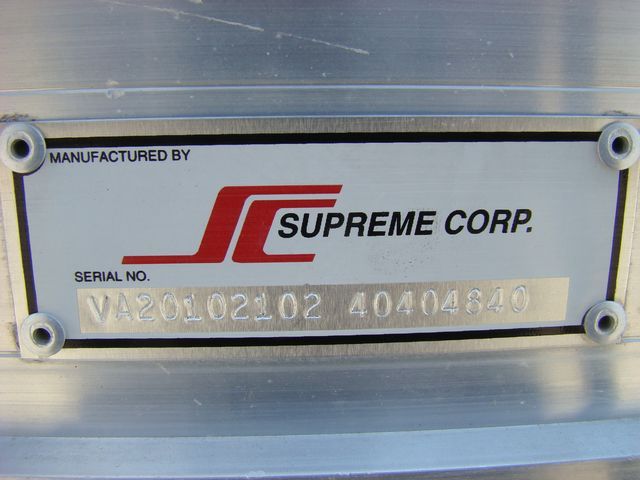 MANUFACTURED BY
SUPREME CORP.
SERIAL NO.
VA20102102 40404840